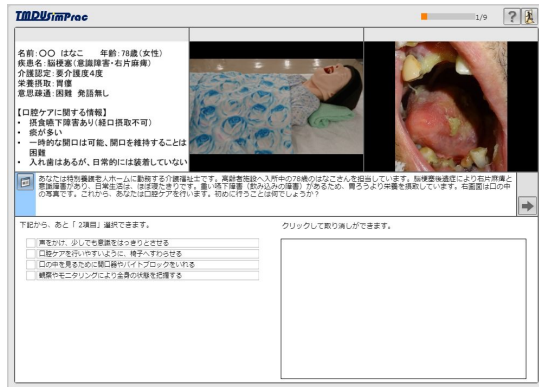 TMDUSimPrac
1/9
?
名前:〇〇 はなこ 年齢:78歳(女性)
疾患名:脳梗塞(意識障害・右片麻痺)
介護認定:要介護度4度
栄養摂取:胃瘻
意思疎通:困難 発語無し
【口腔ケアに関する情報】
・ 摂食嚥下障害あり(経口摂取不可)
・ 痰が多い
・ 一時的な開口は可能、開口を維持することは
困難
・ 入れ歯はあるが、日常的には装着していない
あなたは特別養護老人ホームに勤務する介護福祉士です。高齢者施設へ入所中の78歳のはなこさんを担当しています。脳梗塞後遺症により右片麻痺と
意識障害があり、日常生活は、ほぼ寝たきりです。重い嚥下障害(飲み込みの障害)があるため、胃ろうより栄養を摂取しています。右画面は口の中
の写真です。これから、あなたは口腔ケアを行います。初めに行うことは何でしょうか?
下記から、あと「 2項目」選択できます。
クリックして取り消しができます。
声をかけ、少しでも意識をはっきりとさせる
口腔ケアを行いやすいように、椅子へすわらせる
口の中を見るために開口器やバイトブロックをいれる
観察やモニタリングにより全身の状態を把握する